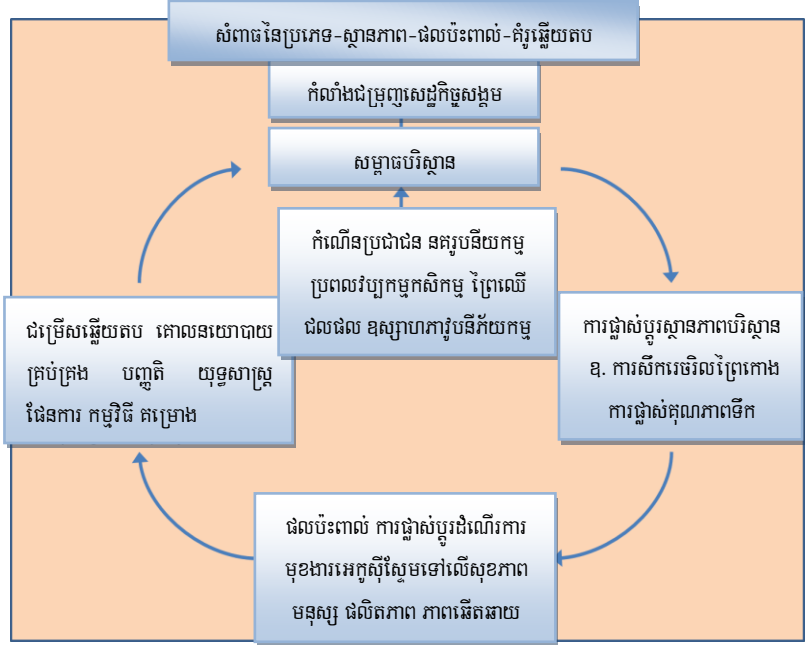 សំពាធនៃប្រភេទ-ស្ថានភាព-ផលប៉ះពាល់-គំរូឆ្លើយតប
កំលាំងជម្រុញសេដ្ឋកិច្ចសង្គម
សម្ពាធបរិស្ថាន
កំណើនប្រជាជន នគរូបនីយកម្ម
ប្រពលវប្បកម្មកសិកម្ម ព្រៃឈើ
ជលផល ឧស្សាហភាវូបនីភ័យកម្ម
ជម្រើសឆ្លើយតប គោលនយោបាយ
គ្រប់គ្រង បញ្ញតិ យុទ្ធសាស្ត្រ
ផែនការ កម្មវិធី គម្រោង
ការផ្លាស់ប្តូរស្ថានភាពបរិស្ថាន
ឩ. ការសឹករេចរិលព្រៃកោង
ការផ្លាស់គុណភាពទឹក
ផលប៉ះពាល់ ការផ្លាស់ប្តូរដំណើរការ
មុខងារអេកូស៊ីស្ទែមទៅលើសុខភាព
មនុស្ស ផលិតភាព ភាពឆើតឆាយ